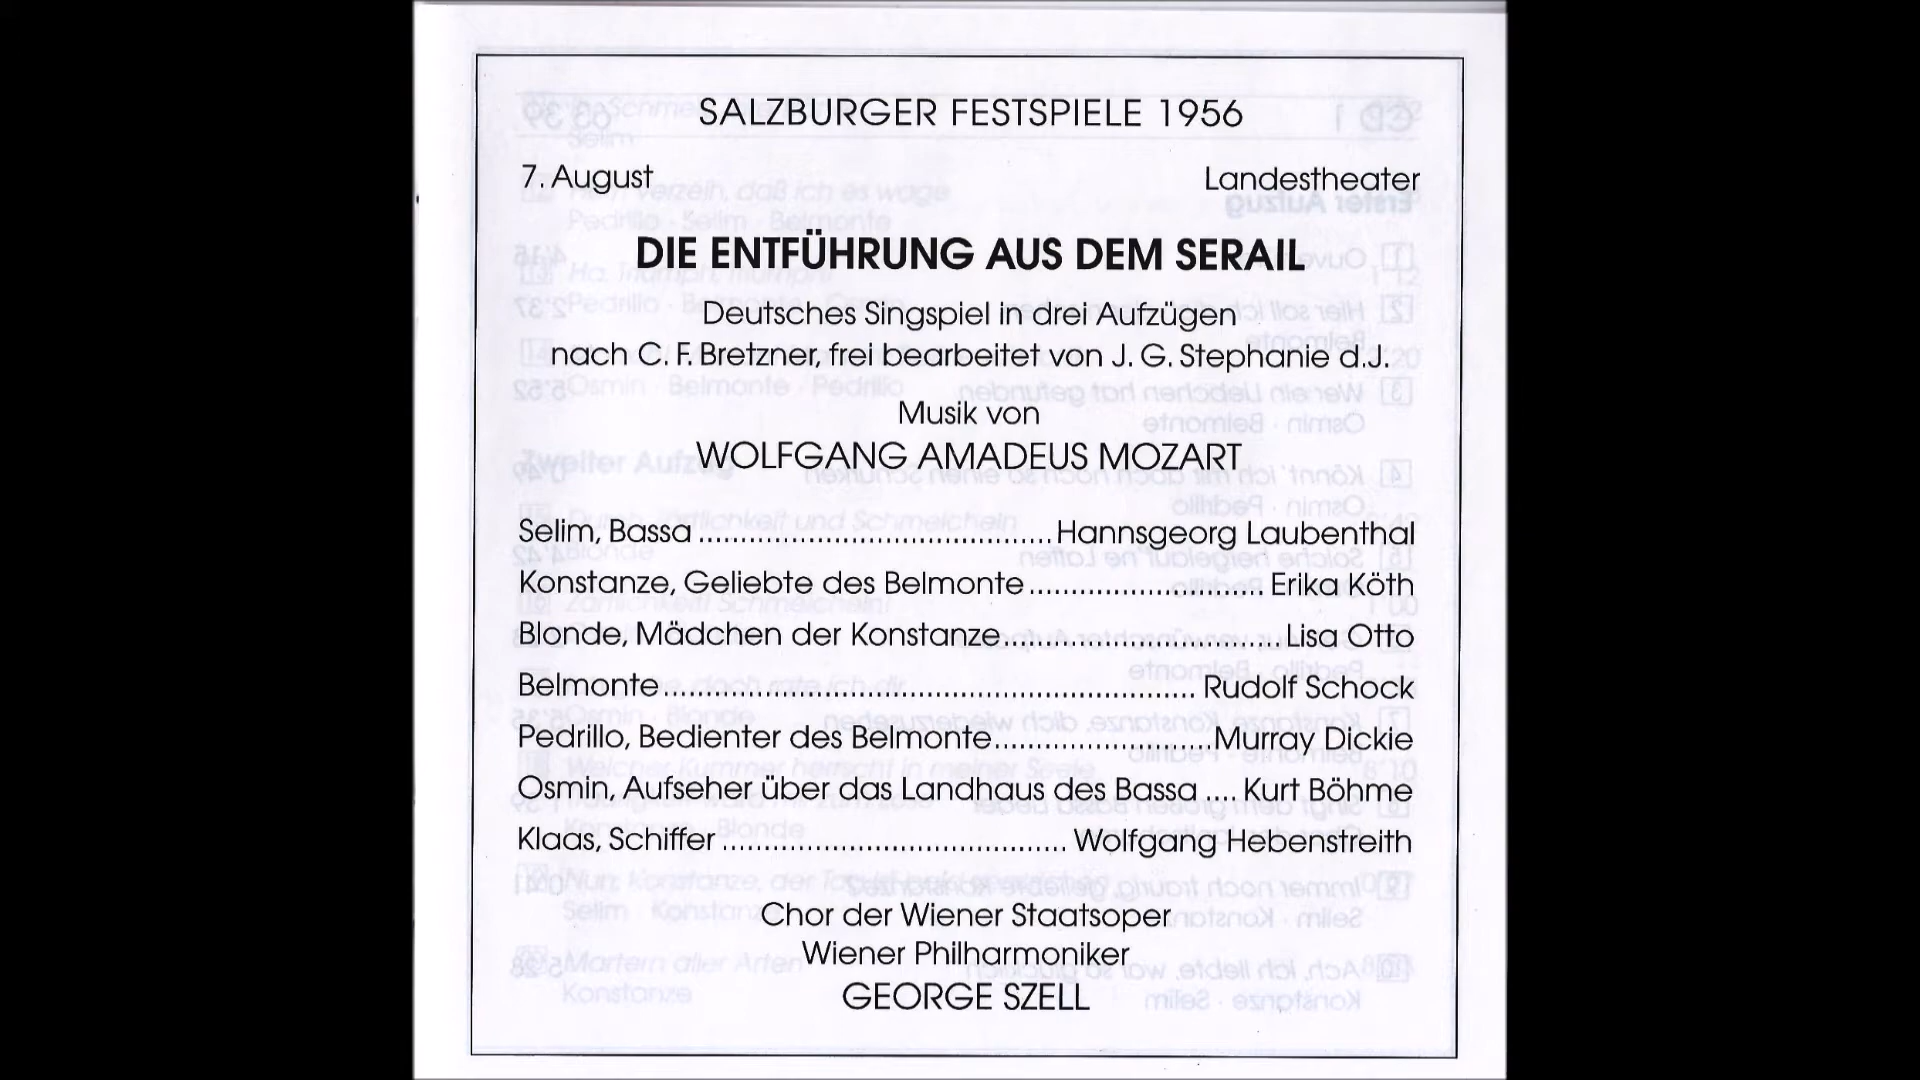 SALZBURGER FESTSPIELE 1956
7. August Landestheater
DIE ENTFÜHRUNG AUS DEM SERAIL
Deutsches Singspiel in drei Aufzügen
nach C. F. Bretzner, frei bearbeitet von J. G. Stephanie d.J.
Musik von
WOLFGANG AMADEUS MOZART
Selim, Bassa ........................................... Hannsgeorg Laubenthal
Konstanze, Geliebte des Belmonte ............................ Erika Köth
Blonde, Mädchen der Konstanze.................................. Lisa Otto
Belmonte................................................................ Rudolf Schock
Pedrillo, Bedienter des Belmonte.......................... Murray Dickie
Osmin, Aufseher über das Landhaus des Bassa .... Kurt Böhme
Klaas, Schiffer ......................................... Wolfgang Hebenstreith
Chor der Wiener Staatsoper
Wiener Philharmoniker
GEORGE SZELL